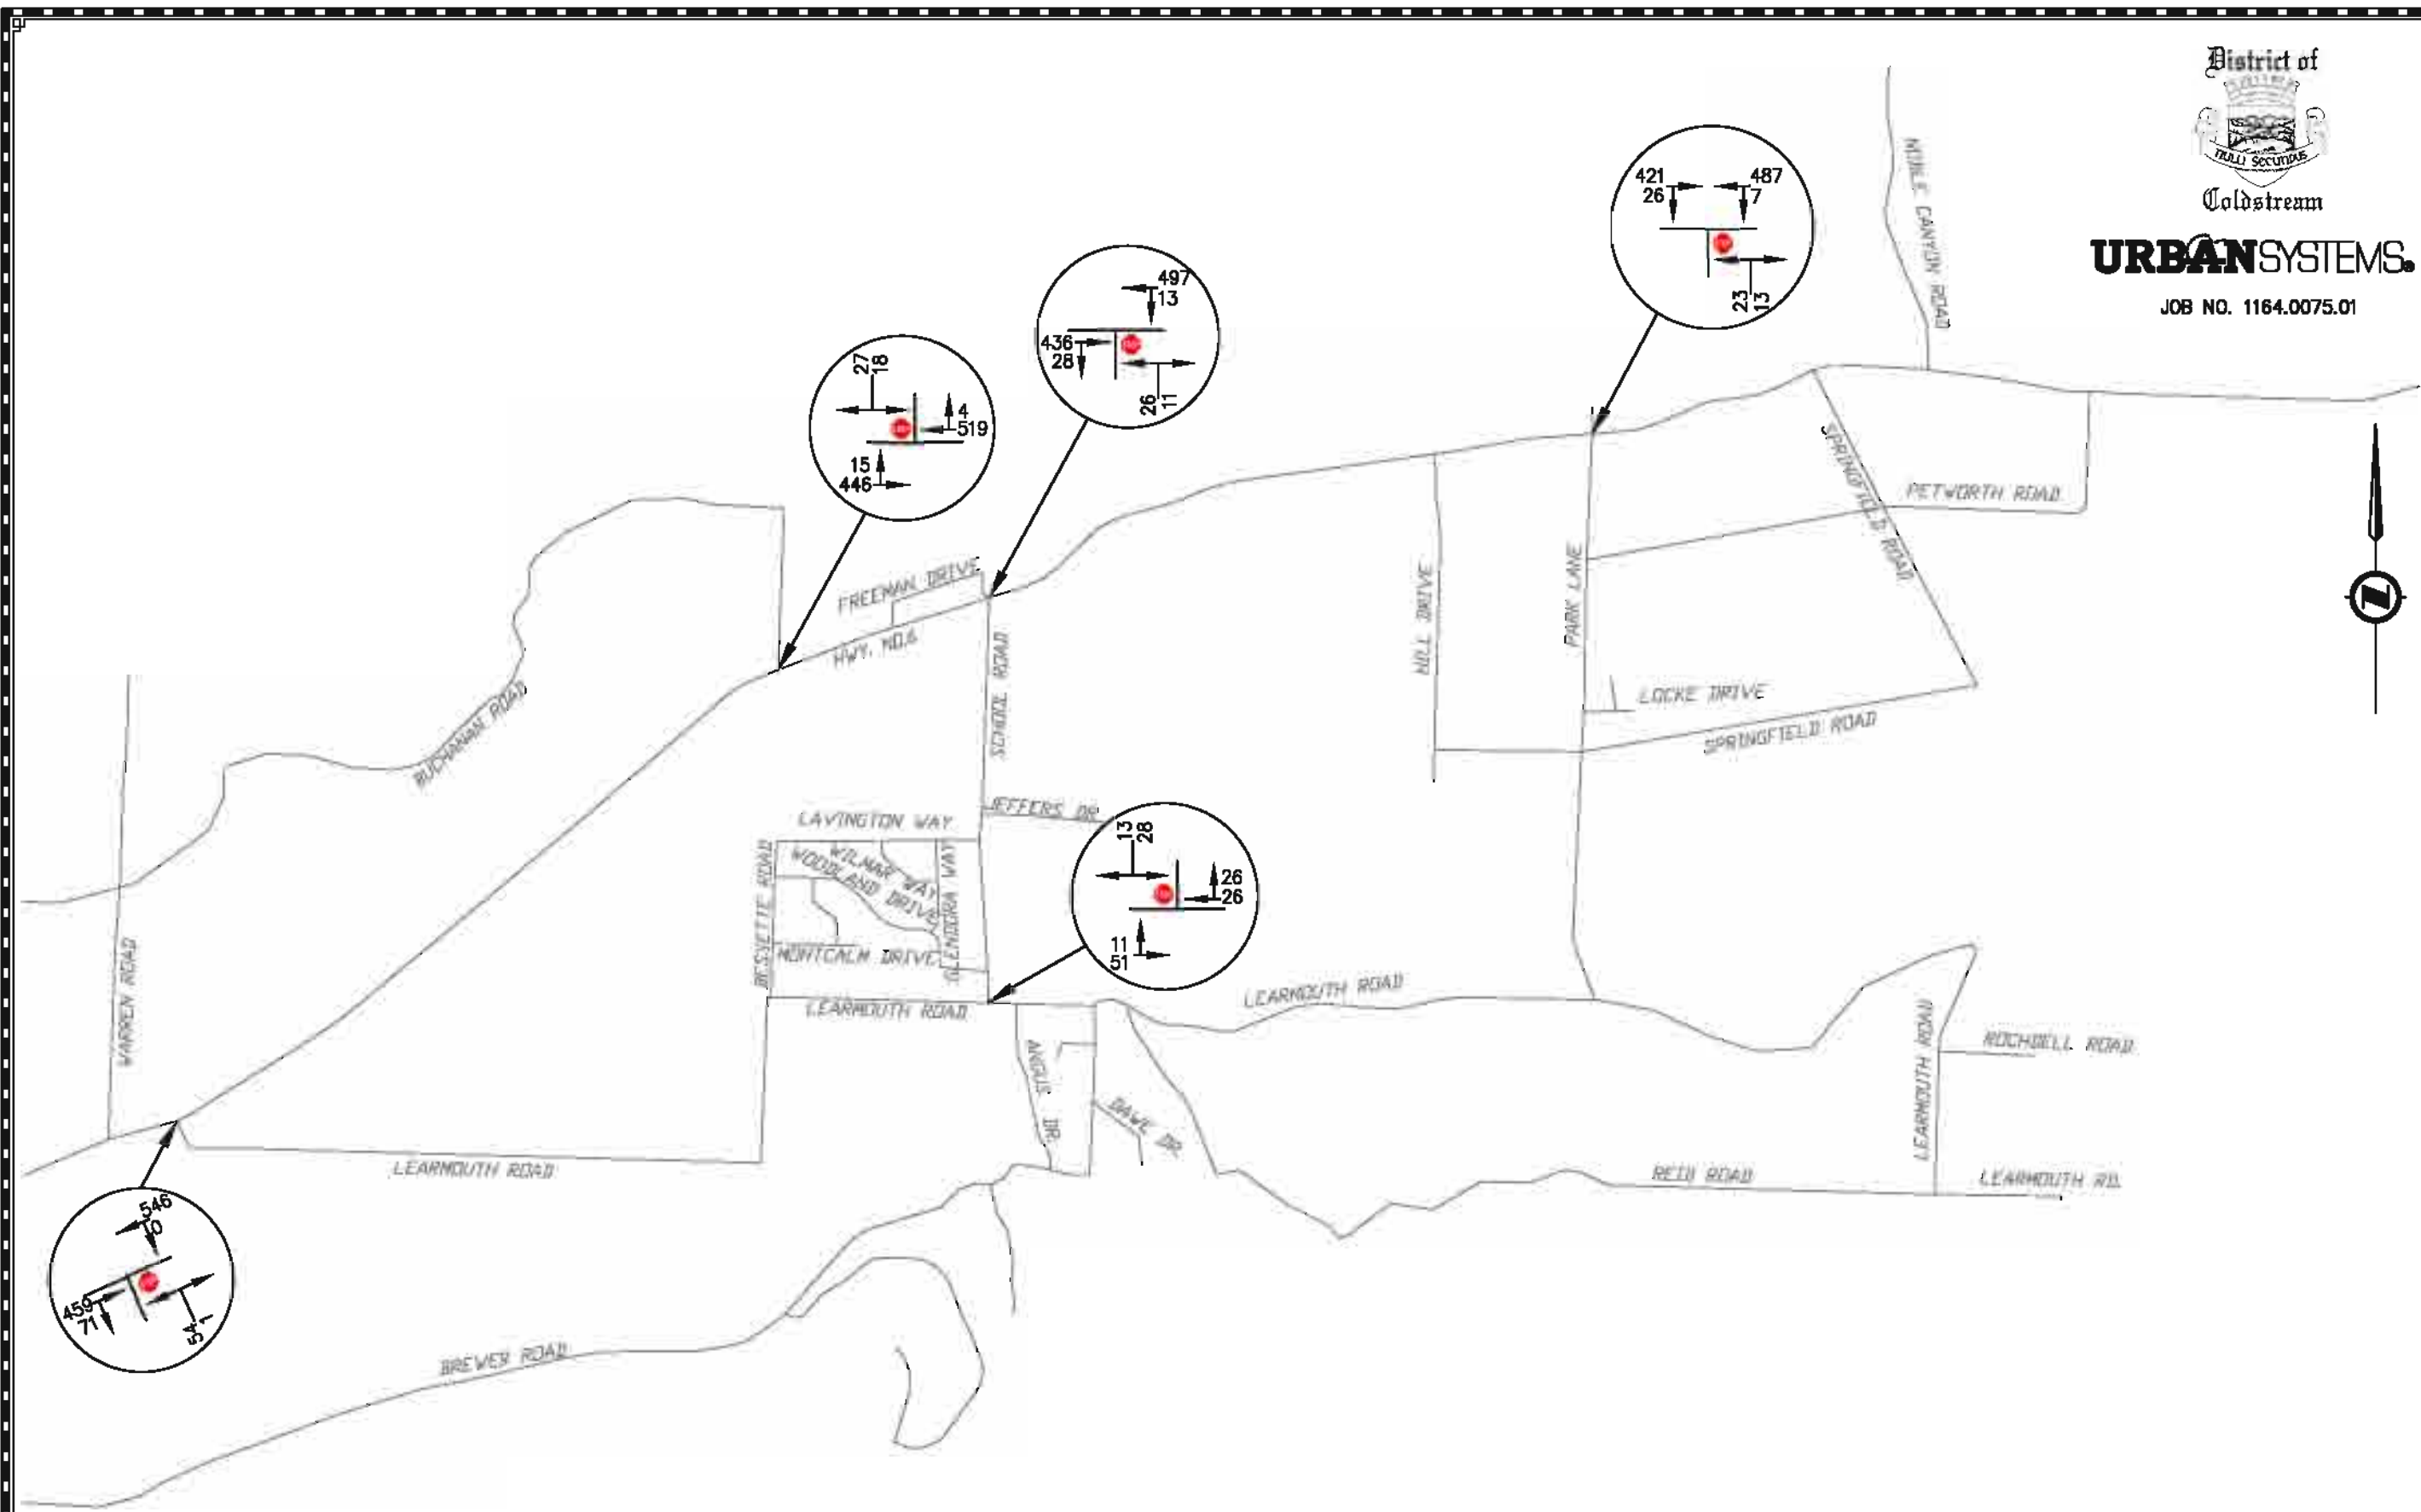 District of
NULLI SECUNDUS
Coldstream
URBANSYSTEMS®
JOB NO. 1164.0075.01
NOBLE CANYON ROAD
421
26
487
7
23
13
497
13
436
28
26
11
27
18
4
519
15
446
SPRINGFIELD ROAD
PETWORTH ROAD
FREEMAN DRIVE
HWY. NO.6
SCHOOL ROAD
HILL DRIVE
PARK LANE
LOCKE DRIVE
SPRINGFIELD ROAD
BUCHANAN ROAD
WARREN ROAD
JEFFERS DR
LAVINGTON WAY
WILMAR WAY
WOODLAND DRIVE
GLENDORA WAY
BESSETTE ROAD
MONTCALM DRIVE
13
28
26
26
11
51
LEARMOUTH ROAD
LEARMOUTH ROAD
ANGUS DR.
DAWE DR
LEARMOUTH ROAD
ROCHDELL ROAD
LEARMOUTH ROAD
REID ROAD
LEARMOUTH RD.
546
0
459
71
54
1
BREWER ROAD
Z